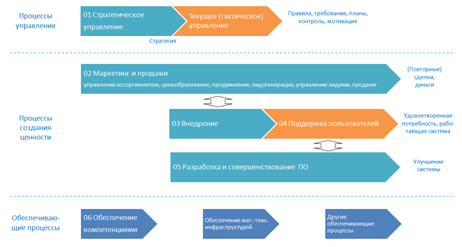 Процессы
управления
01 Стратегическое
управление
Текущее (тактическое)
управление
Правила, требования, планы,
контроль, мотивация
Стратегия
Процессы
создания
ценности
02 Маркетинг и продажи
управление ассортиментом, ценообразование, продвижение, лидогенерация, управление лидами, продажи
(Повторные)
сделки,
деньги
03 Внедрение
04 Поддержка пользователей
Удовлетворенная
потребность, рабо-
тающая система
05 Разработка и совершенствование ПО
Улучшение
системы
Обеспечиваю-
щие процессы
06 Обеспечение
компетенциями
Обеспечение мат.-техн.
инфраструктурой
Другие
обеспечивающие
процессы